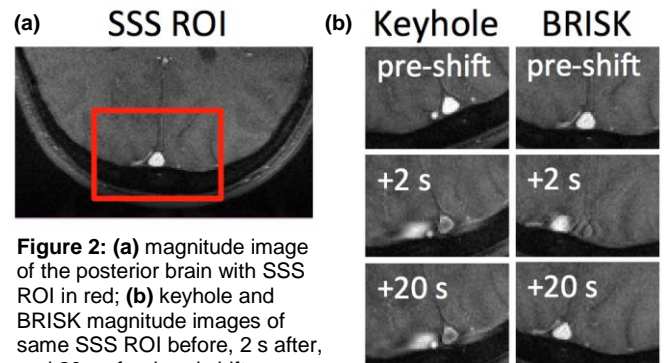 (a) SSS ROI
(b) Keyhole BRISK
pre-shift pre-shift
+2 s +2 s
+20 s +20 s
Figure 2: (a) magnitude image
of the posterior brain with SSS
ROI in red; (b) keyhole and
BRISK magnitude images of
same SSS ROI before, 2 s after,